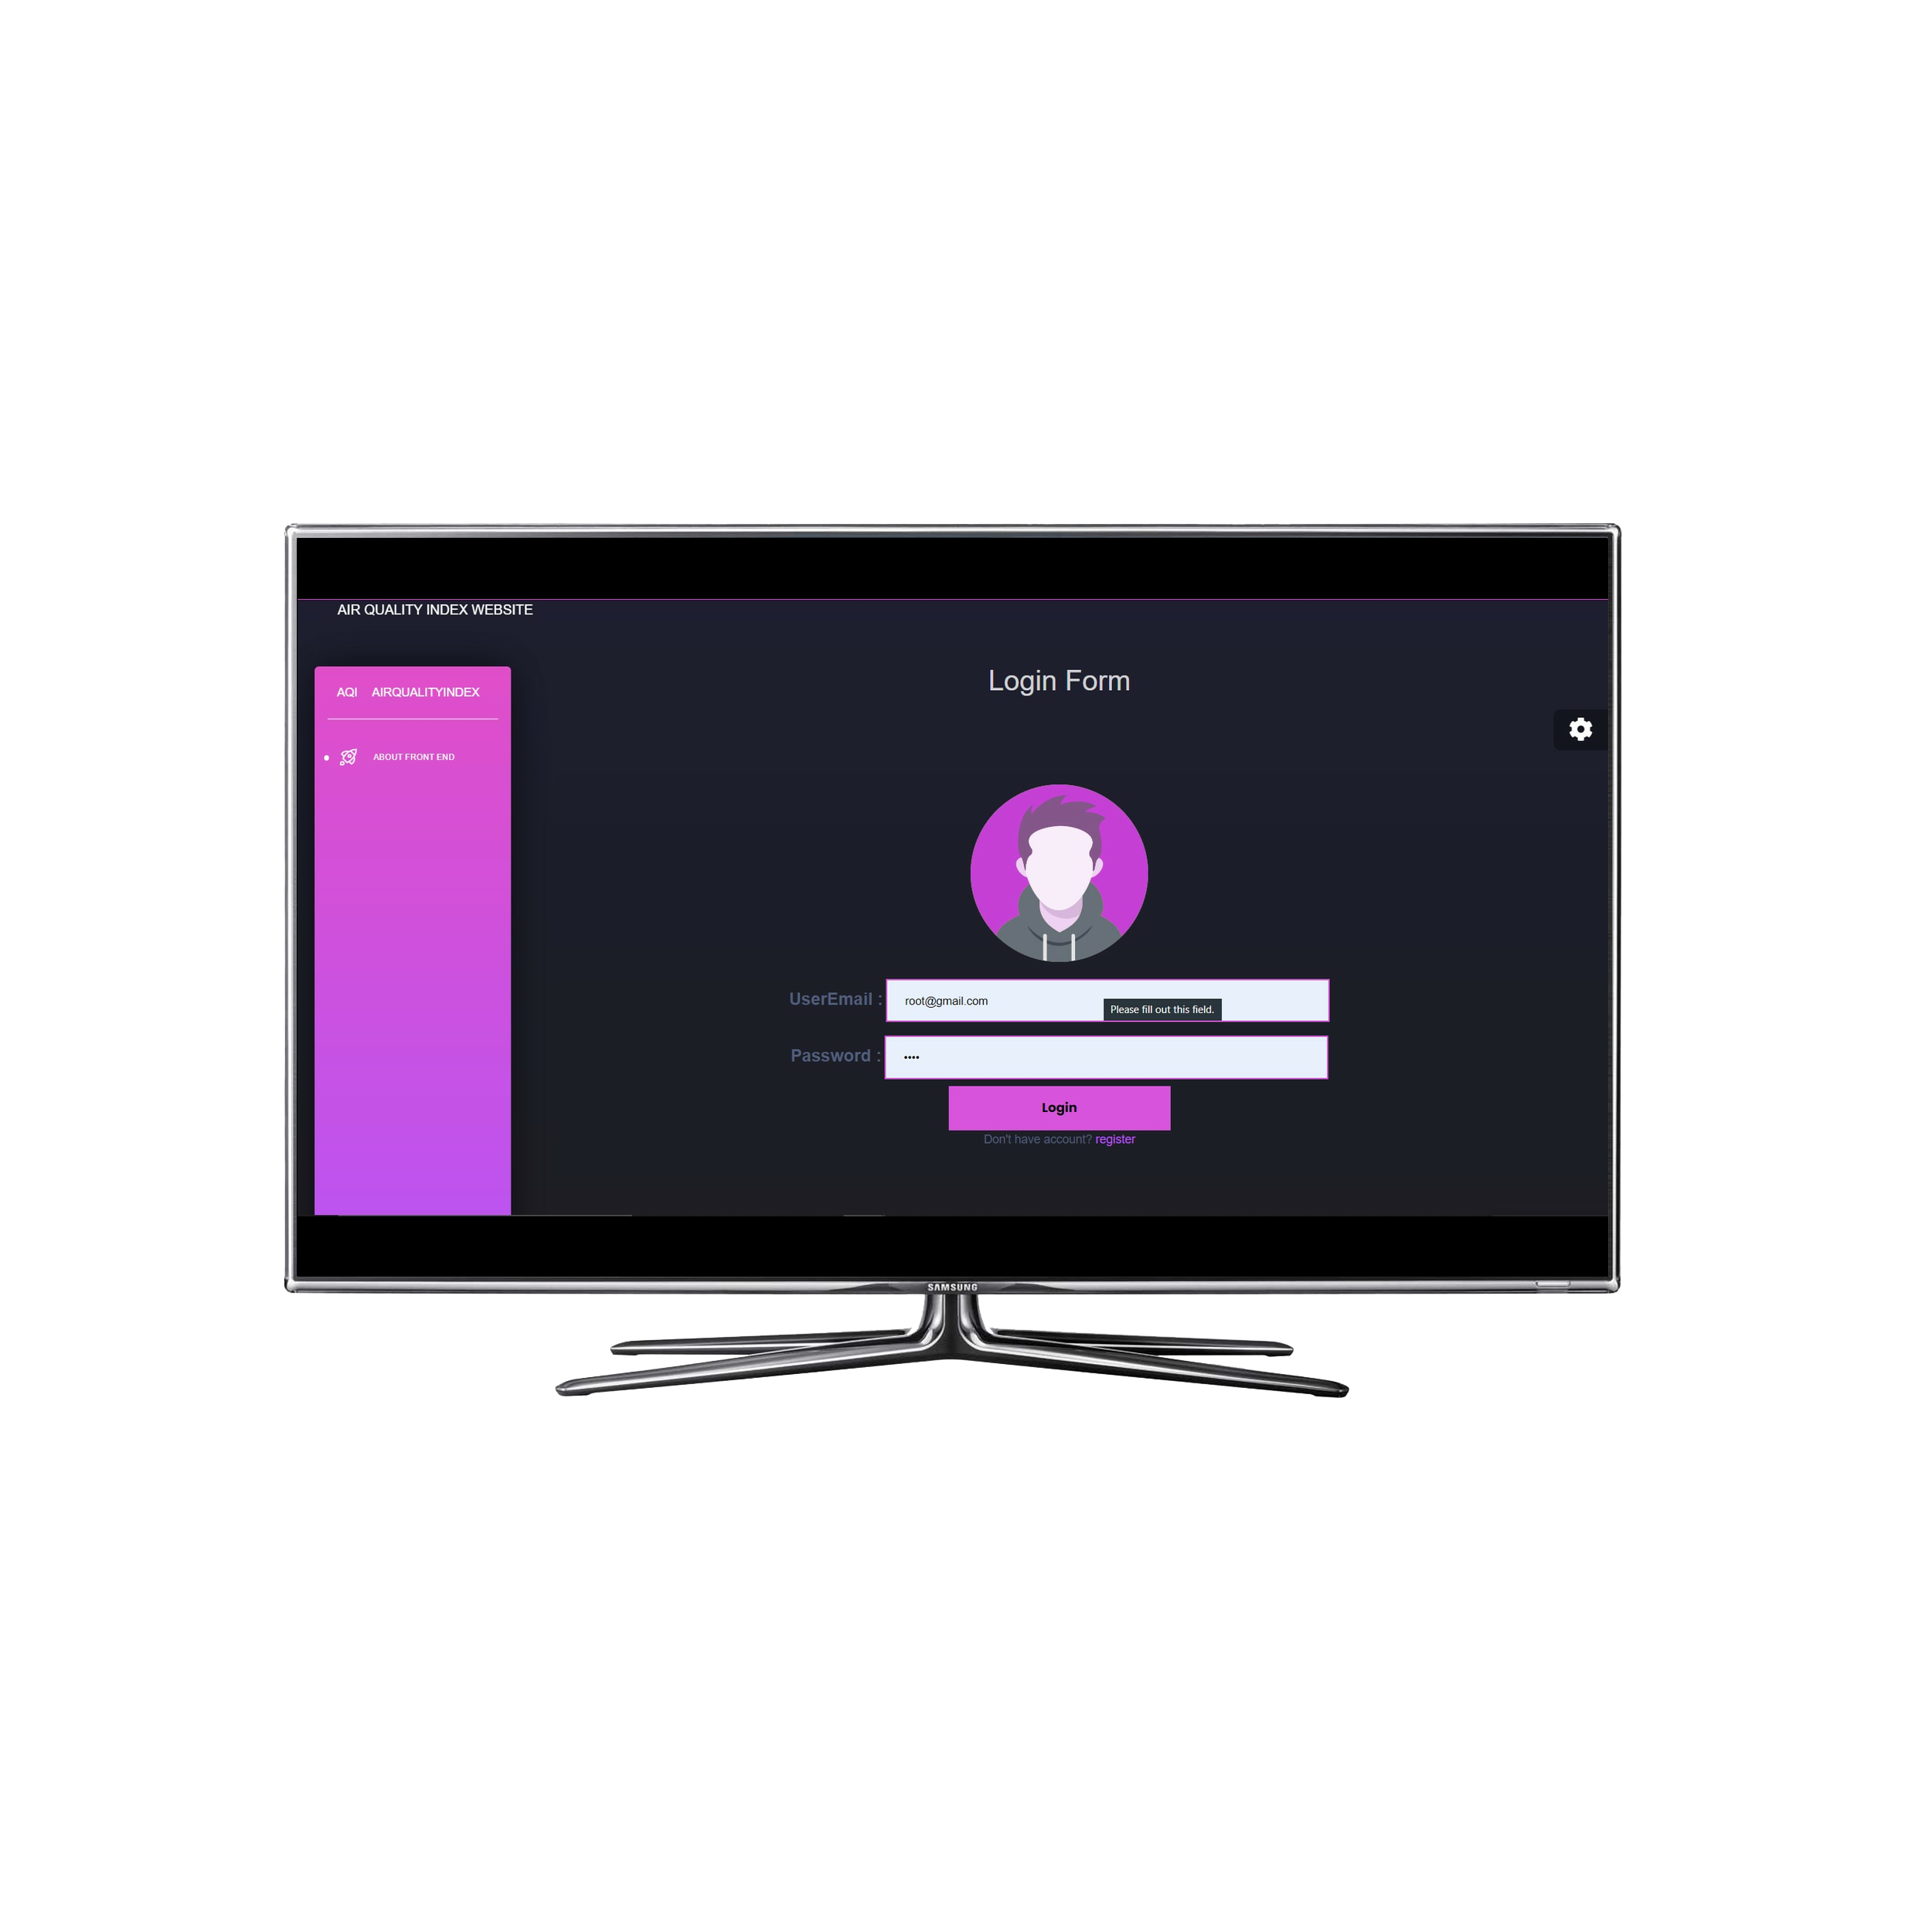 AIR QUALITY INDEX WEBSITE
AQI AIRQUALITYINDEX
ABOUT FRONT END
Login Form
UserEmail : root@gmail.com
Please fill out this field.
Password : ••••
Login
Don't have account? register
SAMSUNG